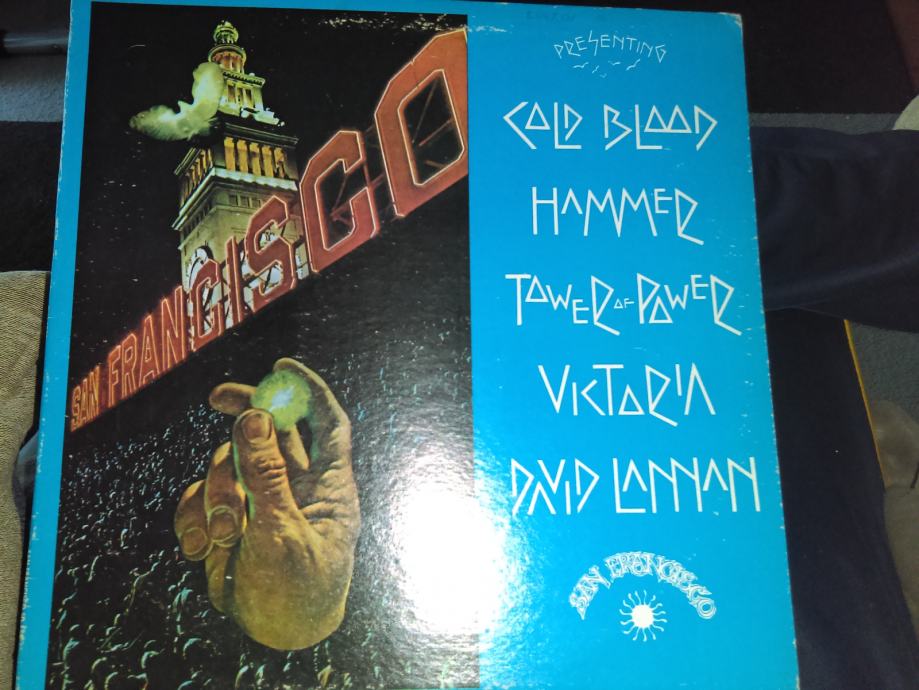 SAN FRANCISCO
PRESENTING
COLD BLOOD
HAMMER
TOWER OF POWER
VICTORIA
DAVID LANNAN
SAN FRANCISCO